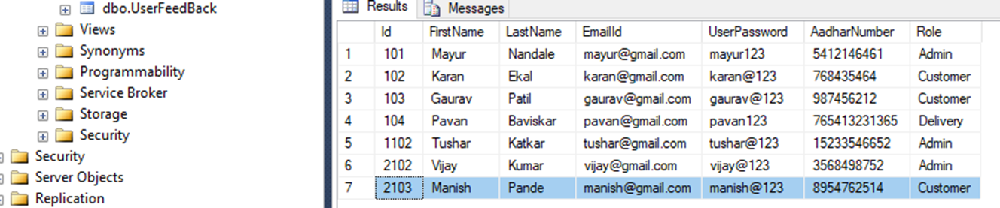 dbo.UserFeedBack
Views
Synonyms
Programmability
Service Broker
Storage
Security
Security
Server Objects
Replication
Results Messages
Id FirstName LastName EmailId UserPassword AadharNumber Role
1 101 Mayur Nandale mayur@gmail.com mayur123 5412146461 Admin
2 102 Karan Ekal karan@gmail.com karan@123 768435464 Customer
3 103 Gaurav Patil gaurav@gmail.com gaurav@123 987456212 Customer
4 104 Pavan Baviskar pavan@gmail.com pavan123 765413231365 Delivery
5 1102 Tushar Katkar tushar@gmail.com tushar@123 15233546652 Admin
6 2102 Vijay Kumar vijay@gmail.com vijay@123 3568498752 Admin
7 2103 Manish Pande manish@gmail.com manish@123 8954762514 Customer